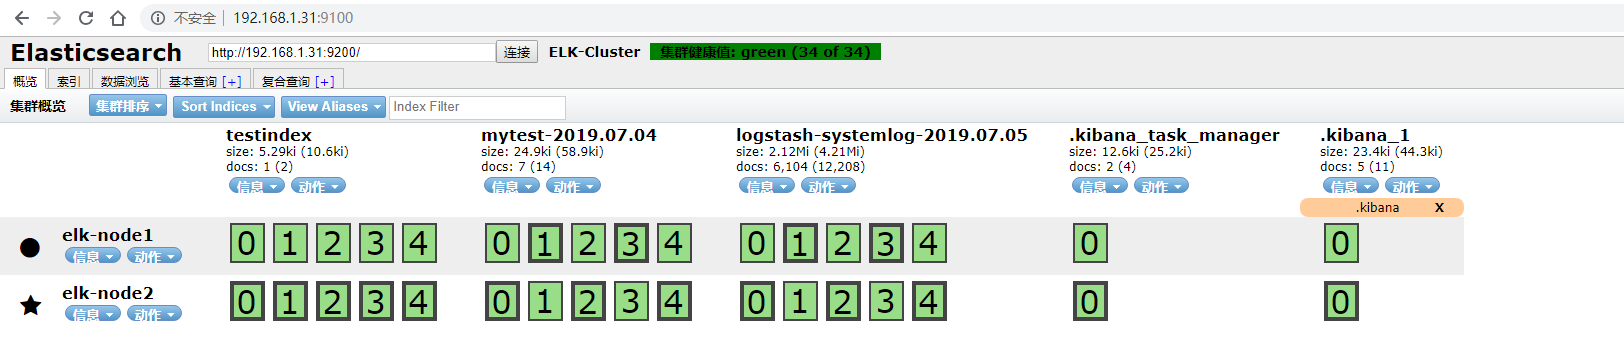 不安全 192.168.1.31:9100
Elasticsearch http://192.168.1.31:9200/ 连接 ELK-Cluster 集群健康值: green (34 of 34)
概览 索引 数据浏览 基本查询 [+] 复合查询 [+]
集群概览 集群排序 Sort Indices View Aliases Index Filter
testindex mytest-2019.07.04 logstash-systemlog-2019.07.05 .kibana_task_manager .kibana_1
size: 5.29ki (10.6ki) size: 24.9ki (58.9ki) size: 2.12Mi (4.21Mi) size: 12.6ki (25.2ki) size: 23.4ki (44.3ki)
docs: 1 (2) docs: 7 (14) docs: 6,104 (12,208) docs: 2 (4) docs: 5 (11)
信息 动作 信息 动作 信息 动作 信息 动作 信息 动作
.kibana X
elk-node1 0 1 2 3 4 0 1 2 3 4 0 1 2 3 4 0 0
信息 动作
elk-node2 0 1 2 3 4 0 1 2 3 4 0 1 2 3 4 0 0
信息 动作